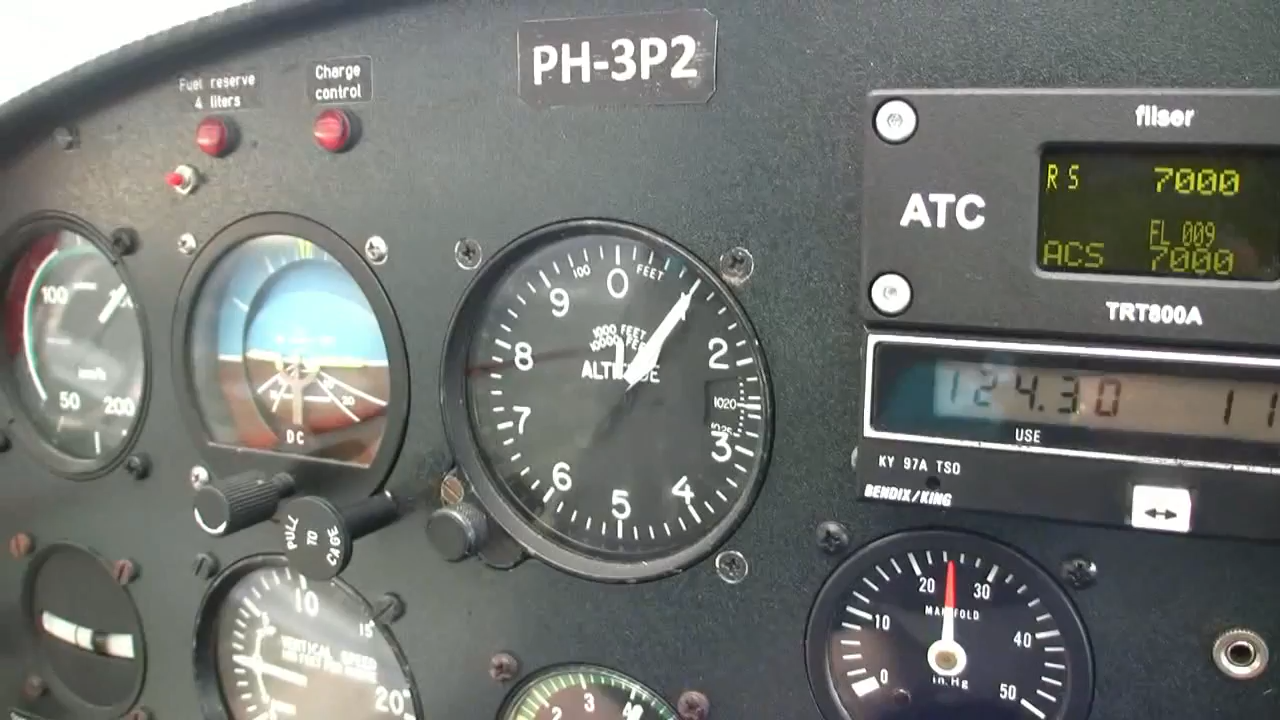 PH-3P2
Fuel reserve
4 liters
Charge
control
filser
ATC
RS 7000
FL 009
ACS 7000
TRT800A
100
km/h
50 200
DC
20
PULL
TO
CAGE
100 0 FEET
9
1000 FEET
8 2
ALTITUDE
1020
7 3
6 4
5
124.30 11
USE
KY 97A TSO
BENDIX/KING
10
15
VERTICAL SPEED
20
20 30
MANIFOLD
10 40
0 in.Hg 50
2 3 4